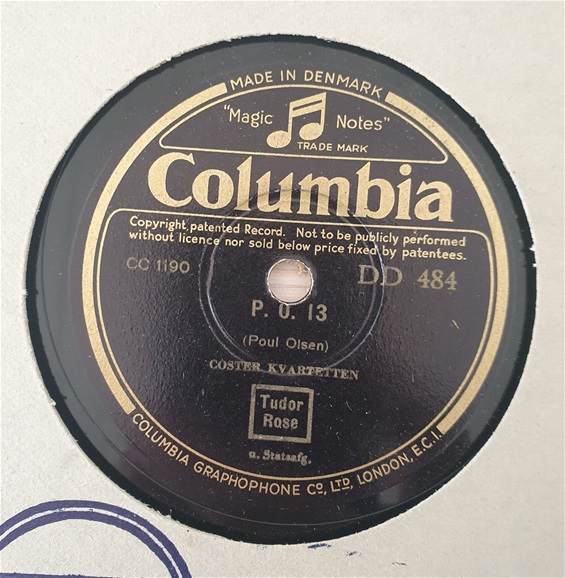 MADE IN DENMARK
"Magic Notes"
TRADE MARK
Columbia
Copyright, patented Record. Not to be publicly performed
without licence nor sold below price fixed by patentees.
CC 1190
DD 484
P. O. 13
(Poul Olsen)
COSTER KVARTETTEN
Tudor
Rose
u. Statsafg.
COLUMBIA GRAPHOPHONE CO, LTD, LONDON, E.C.1.